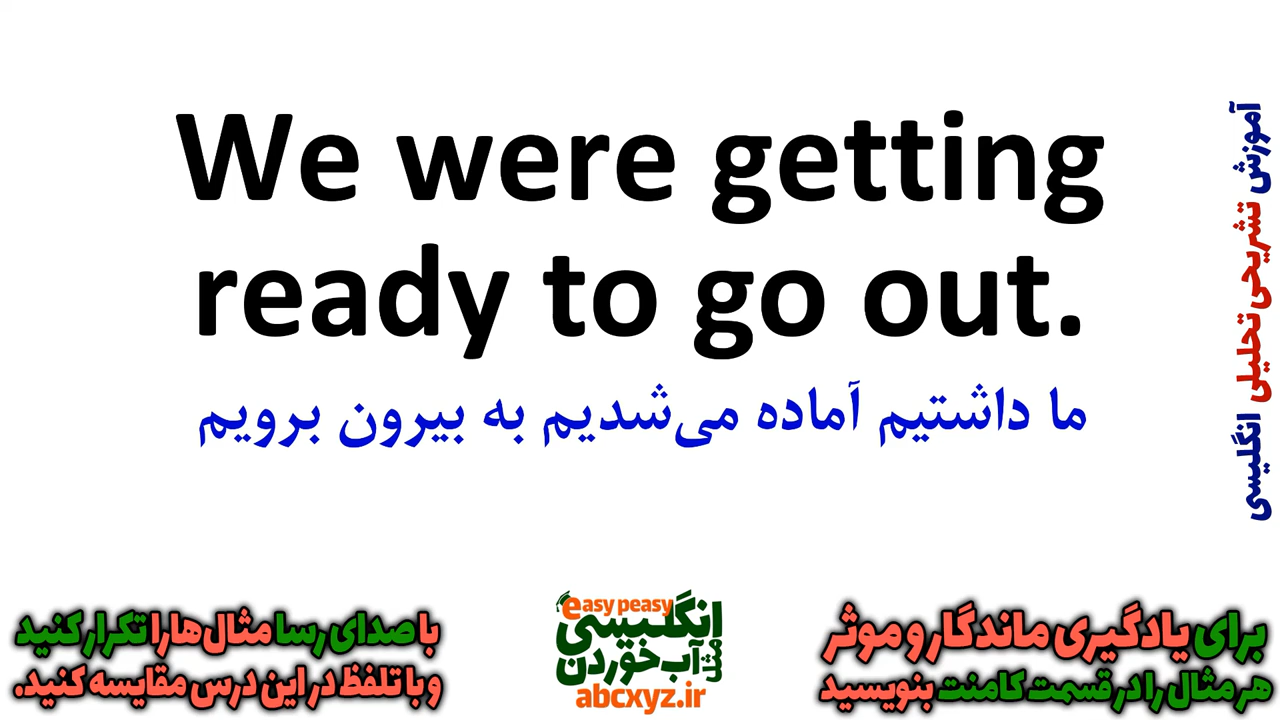 We were getting
ready to go out.
ما داشتیم آماده می‌شدیم به بیرون برویم
آموزش تشریحی تحلیلی انگلیسی
برای یادگیری ماندگار و موثر
هر مثال را در قسمت کامنت بنویسید
easy peasy
انگلیسی
مثل آب خوردن
abcxyz.ir
با صدای رسا مثال‌ها را تکرار کنید
و با تلفظ در این درس مقایسه کنید.